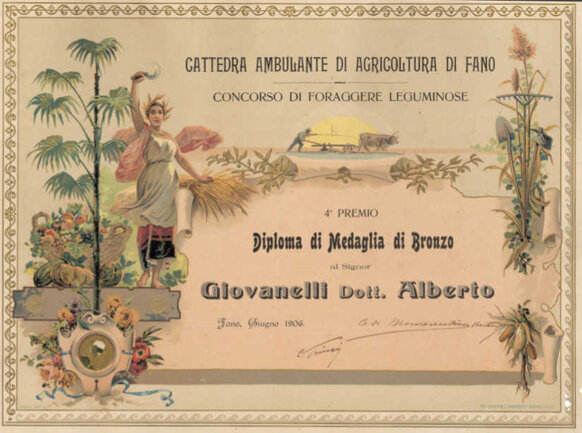 CATTEDRA AMBULANTE DI AGRICOLTURA DI FANO
CONCORSO DI FORAGGERE LEGUMINOSE
4° PREMIO
Diploma di Medaglia di Bronzo
al Signor
Giovanelli Dott. Alberto
Fano, Giugno 1906.